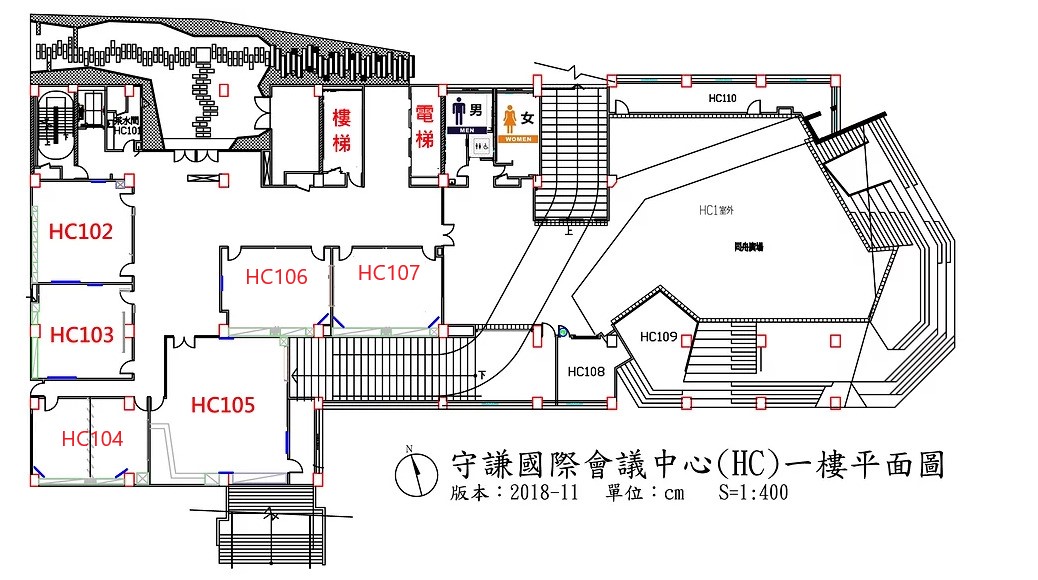 茶水間
HC101
樓
梯
電
梯
男
MEN
女
WOMEN
HC110
HC102
HC1室外
上
HC106
HC107
HC103
HC109
下
HC108
HC105
HC104
N
守謙國際會議中心(HC)一樓平面圖
版本：2018-11 單位：cm S=1:400